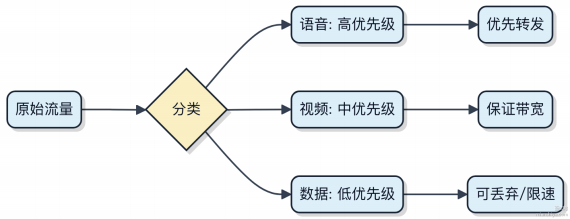 原始流量
分类
语音: 高优先级
优先转发
视频: 中优先级
保证带宽
数据: 低优先级
可丢弃/限速